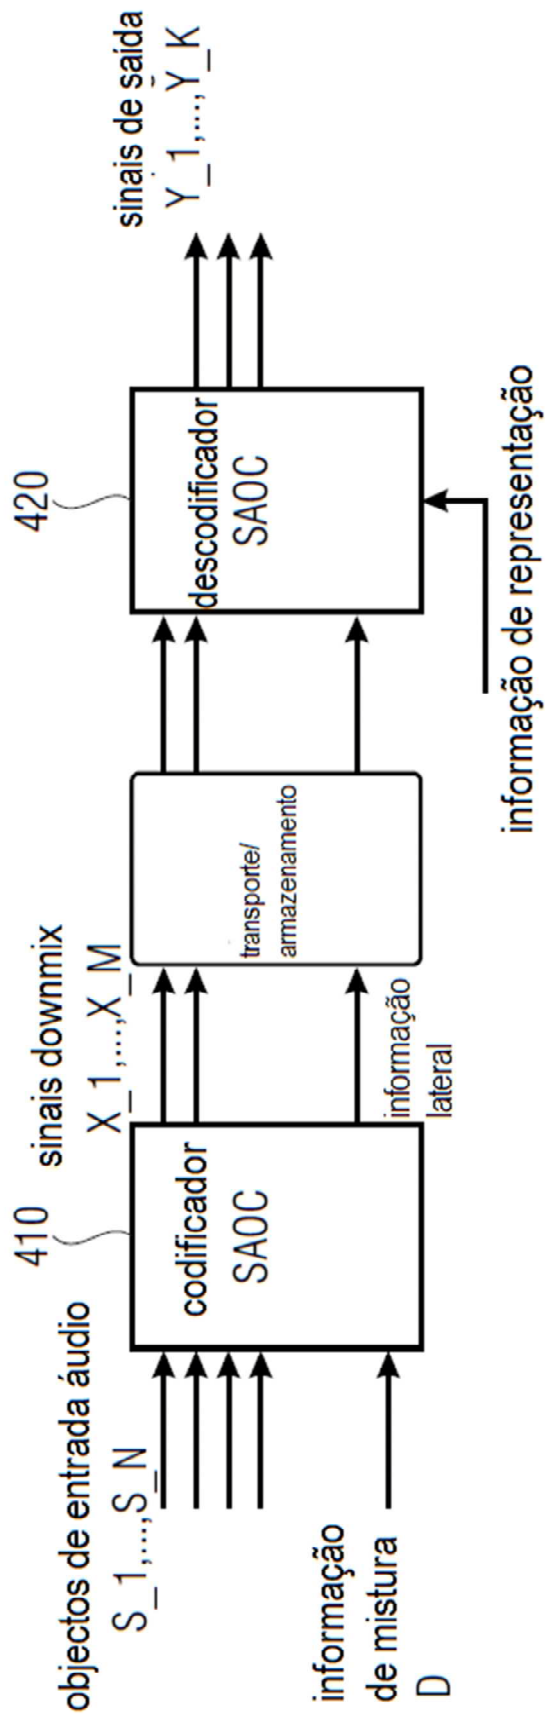 objectos de entrada áudio
S_1,...,S_N
informação
de mistura
D
410
codificador
SAOC
sinais downmix
X_1,...,X_M
informação
lateral
transporte/
armazenamento
420
descodificador
SAOC
informação de representação
sinais de saída
Y_1,...,Y_K